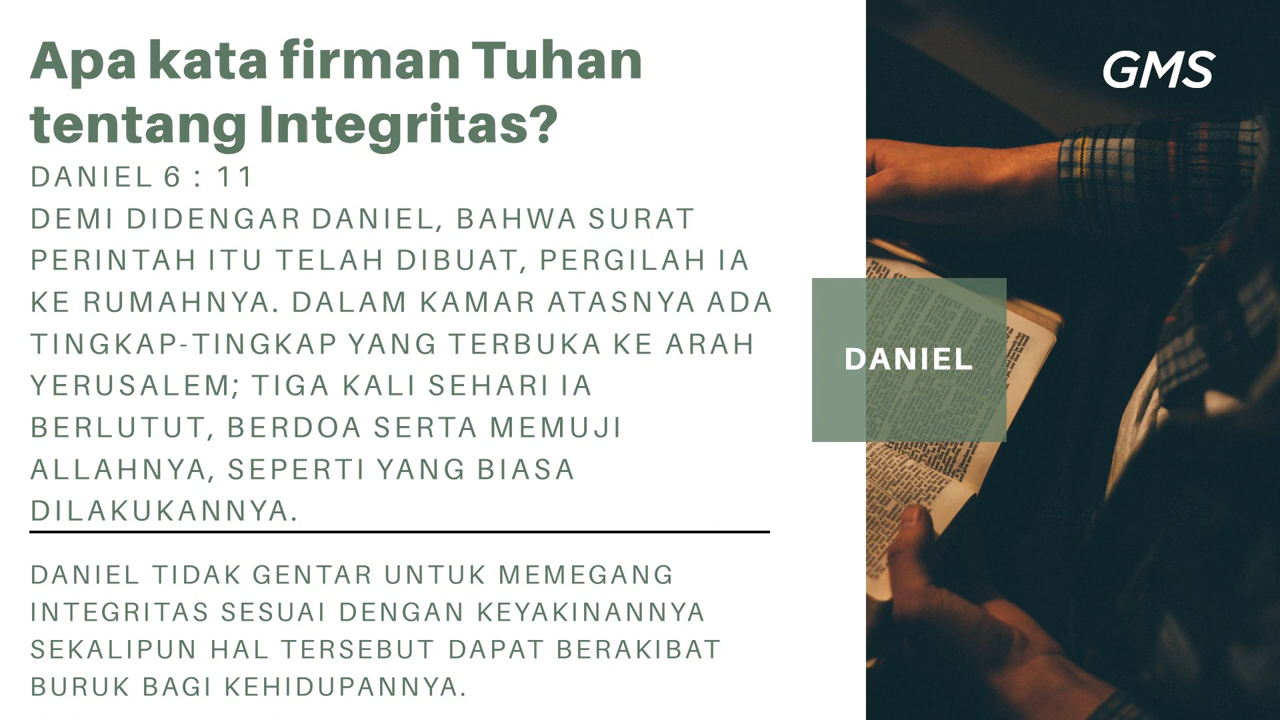 Apa kata firman Tuhan
tentang Integritas?
DANIEL 6 : 11
DEMI DIDENGAR DANIEL, BAHWA SURAT
PERINTAH ITU TELAH DIBUAT, PERGILAH IA
KE RUMAHNYA. DALAM KAMAR ATASNYA ADA
TINGKAP-TINGKAP YANG TERBUKA KE ARAH
YERUSALEM; TIGA KALI SEHARI IA
BERLUTUT, BERDOA SERTA MEMUJI
ALLAHNYA, SEPERTI YANG BIASA
DILAKUKANNYA.
DANIEL TIDAK GENTAR UNTUK MEMEGANG
INTEGRITAS SESUAI DENGAN KEYAKINANNYA
SEKALIPUN HAL TERSEBUT DAPAT BERAKIBAT
BURUK BAGI KEHIDUPANNYA.
GMS
DANIEL